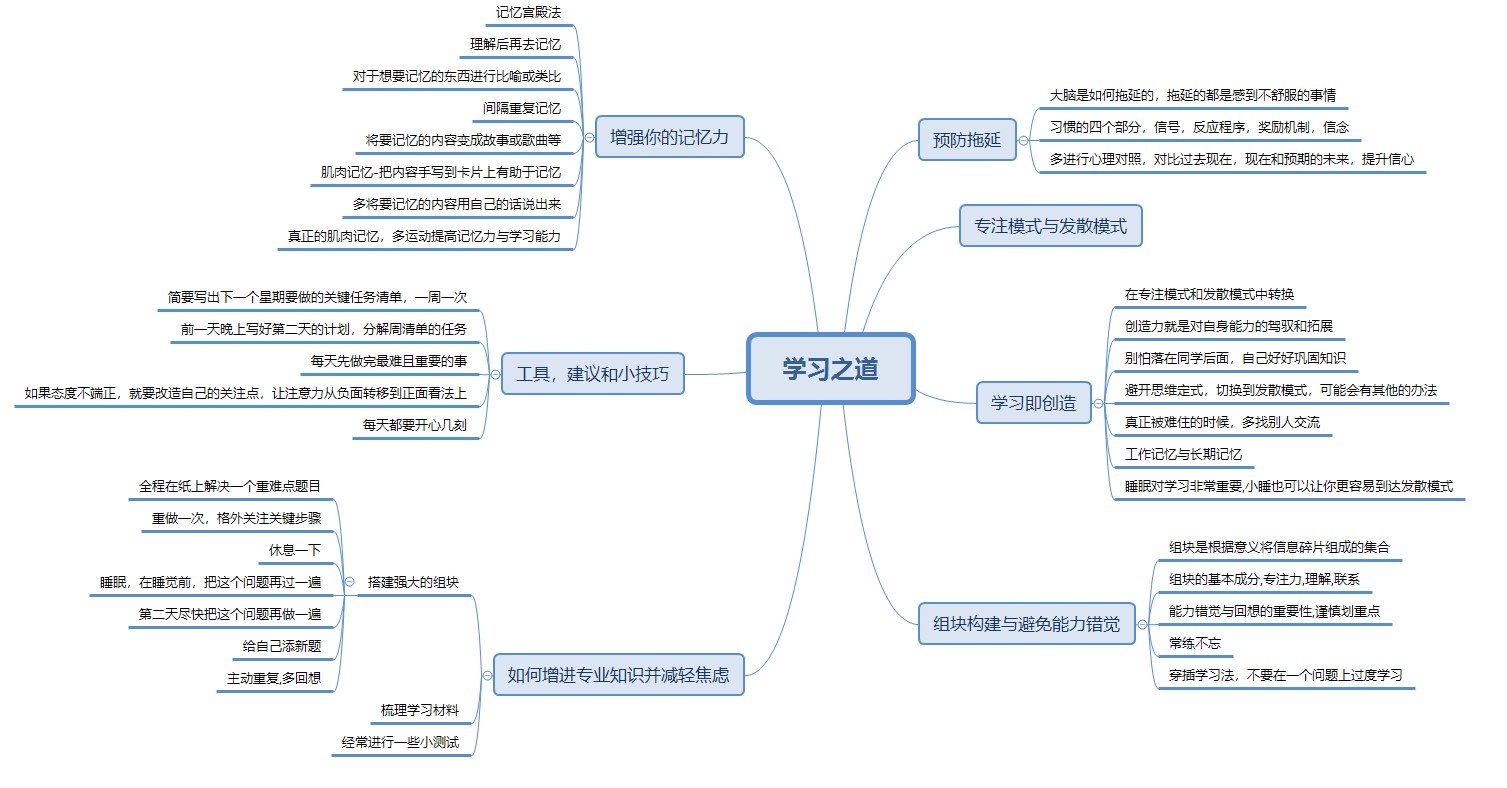 学习之道
预防拖延
大脑是如何拖延的，拖延的都是感到不舒服的事情
习惯的四个部分，信号，反应程序，奖励机制，信念
多进行心理对照，对比过去现在，现在和预期的未来，提升信心
专注模式与发散模式
学习即创造
在专注模式和发散模式中转换
创造力就是对自身能力的驾驭和拓展
别怕落在同学后面，自己好好巩固知识
避开思维定式，切换到发散模式，可能会有其他的办法
真正被难住的时候，多找别人交流
工作记忆与长期记忆
睡眠对学习非常重要,小睡也可以让你更容易到达发散模式
组块构建与避免能力错觉
组块是根据意义将信息碎片组成的集合
组块的基本成分,专注力,理解,联系
能力错觉与回想的重要性,谨慎划重点
常练不忘
穿插学习法，不要在一个问题上过度学习
增强你的记忆力
记忆宫殿法
理解后再去记忆
对于想要记忆的东西进行比喻或类比
间隔重复记忆
将要记忆的内容变成故事或歌曲等
肌肉记忆-把内容手写到卡片上有助于记忆
多将要记忆的内容用自己的话说出来
真正的肌肉记忆，多运动提高记忆力与学习能力
工具，建议和小技巧
简要写出下一个星期要做的关键任务清单，一周一次
前一天晚上写好第二天的计划，分解周清单的任务
每天先做完最难且重要的事
如果态度不端正，就要改造自己的关注点，让注意力从负面转移到正面看法上
每天都要开心几刻
如何增进专业知识并减轻焦虑
搭建强大的组块
全程在纸上解决一个重难点题目
重做一次，格外关注关键步骤
休息一下
睡眠，在睡觉前，把这个问题再过一遍
第二天尽快把这个问题再做一遍
给自己添新题
主动重复,多回想
梳理学习材料
经常进行一些小测试